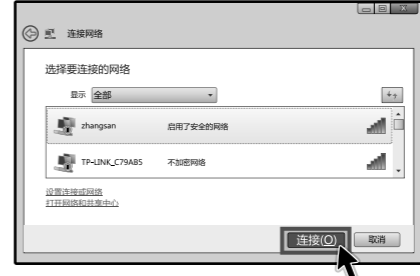 连接网络
选择要连接的网络
显示 全部
zhangsan 启用了安全的网络
TP-LINK_C79AB5 不加密网络
设置连接或网络
打开网络和共享中心
连接(O) 取消